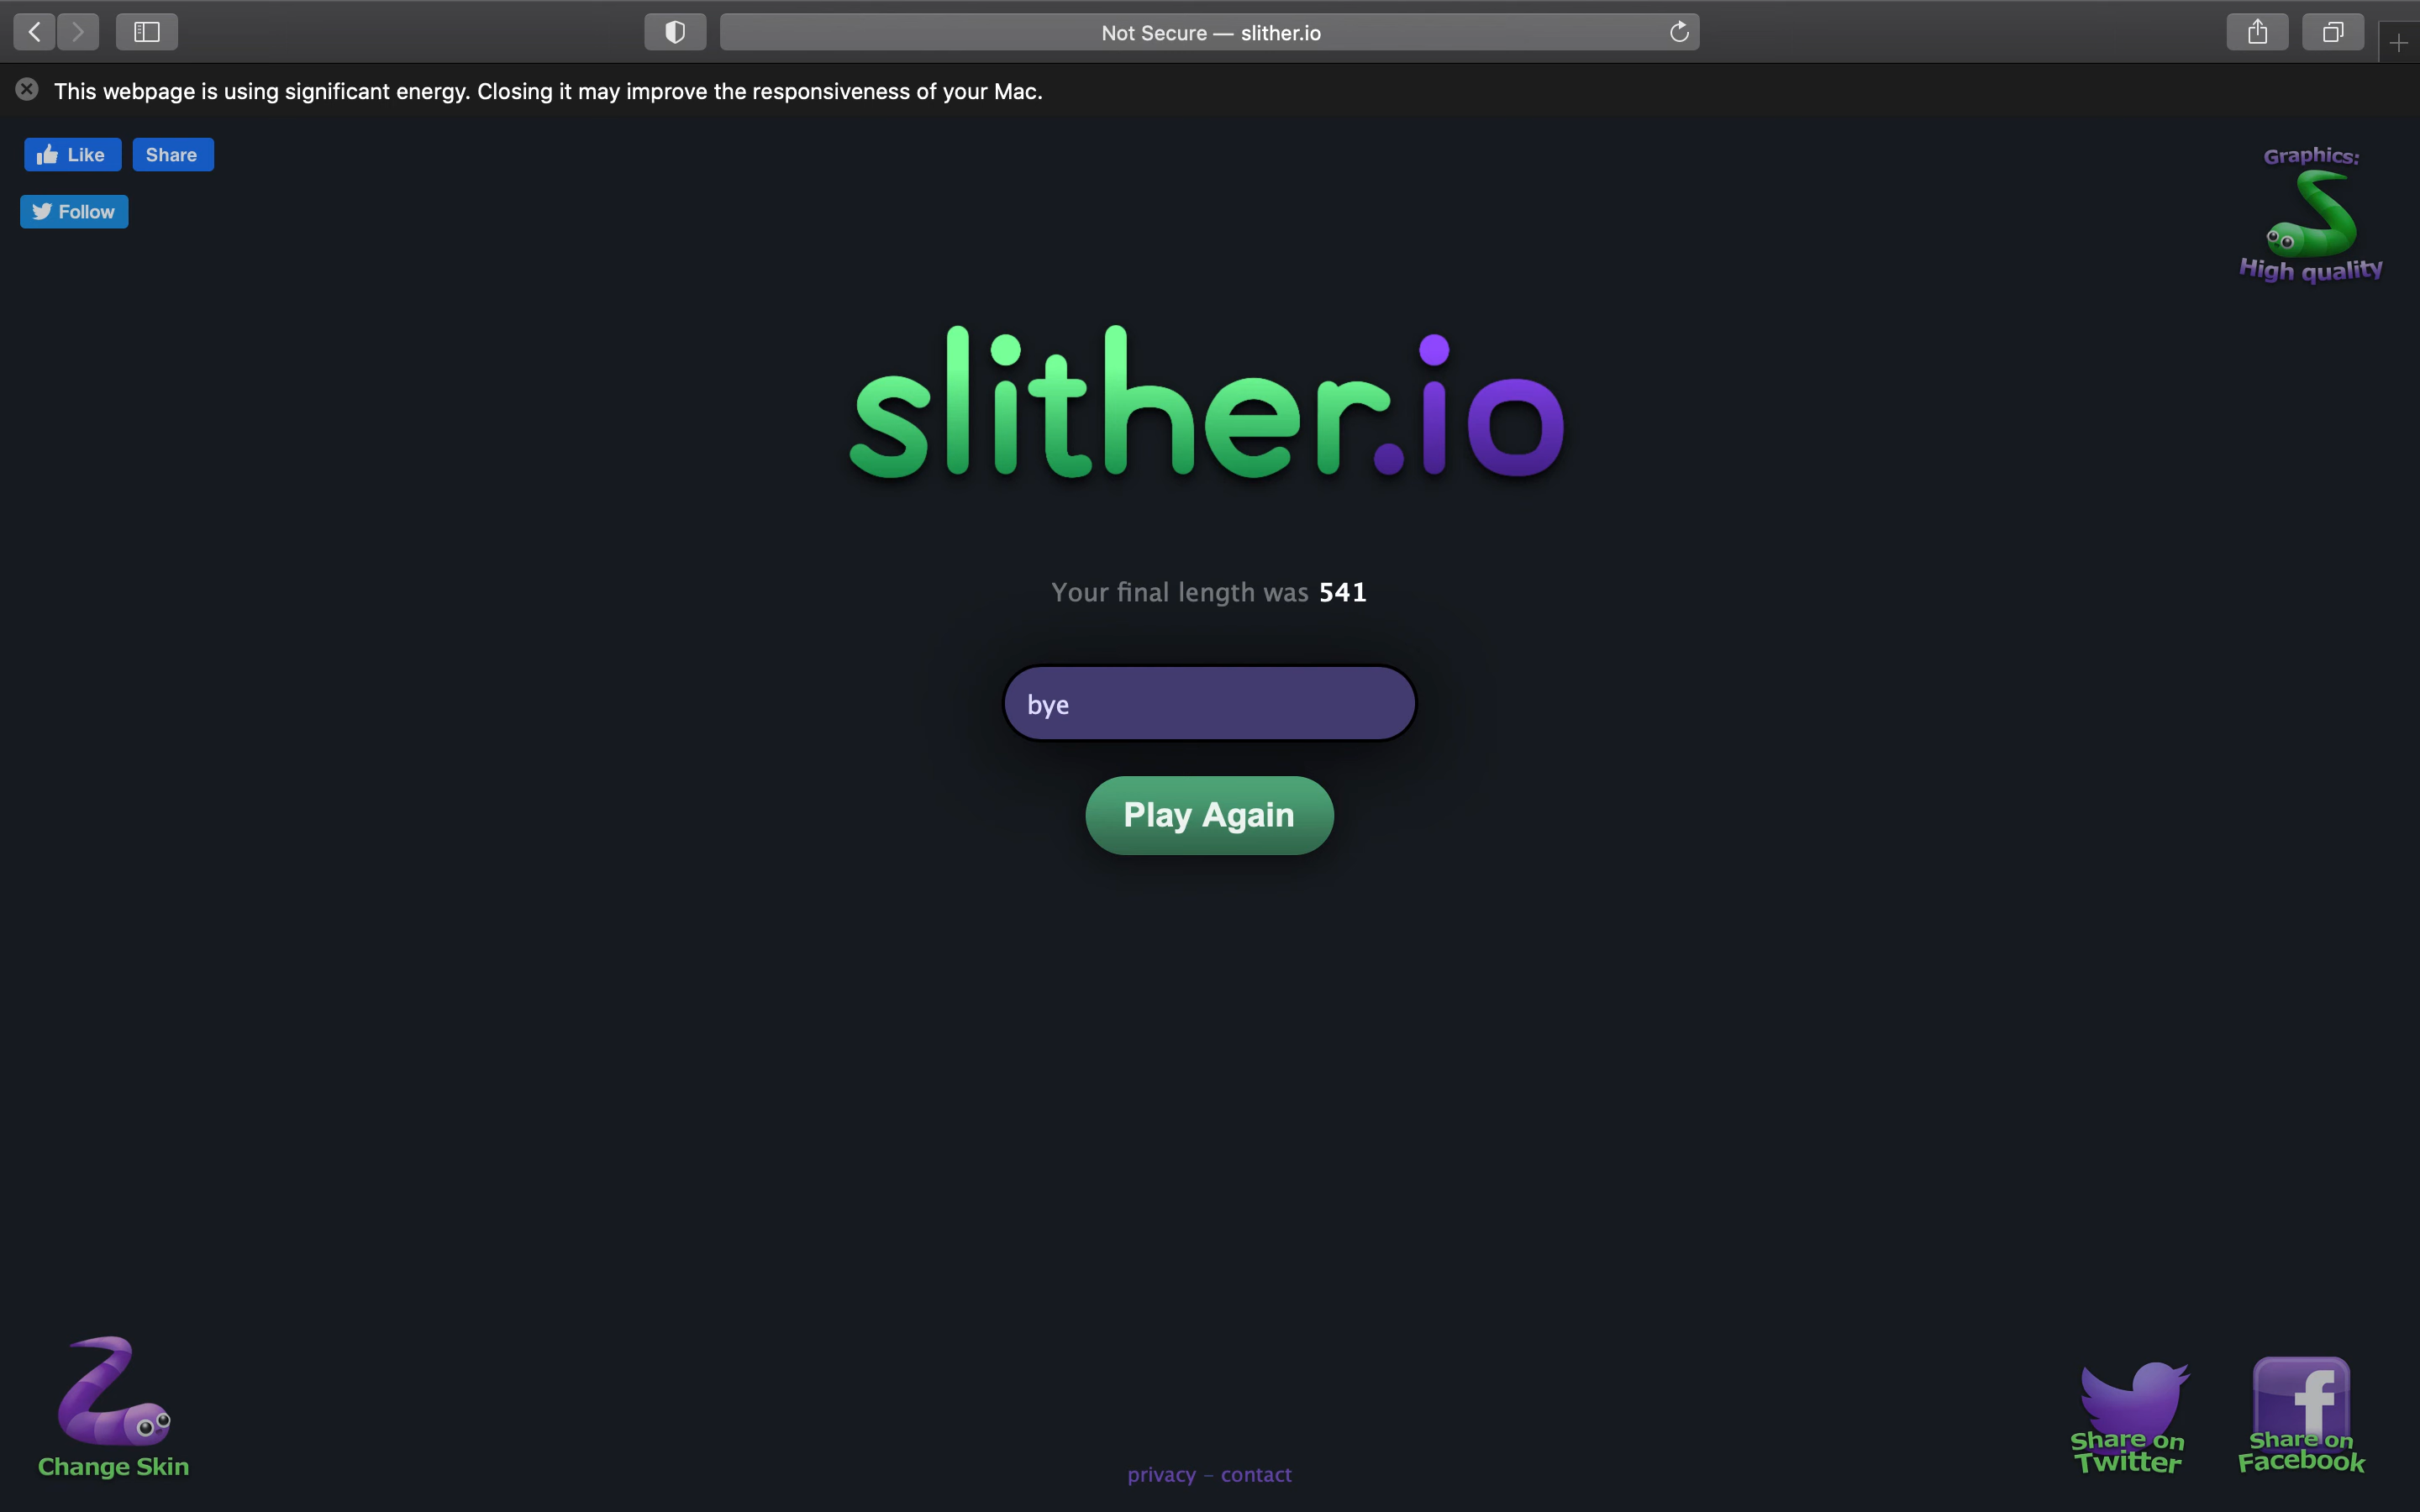 Not Secure — slither.io
This webpage is using significant energy. Closing it may improve the responsiveness of your Mac.
Like
Share
Follow
Graphics:
High quality
slither.io
Your final length was 541
bye
Play Again
Change Skin
Share on
Twitter
Share on
Facebook
privacy – contact